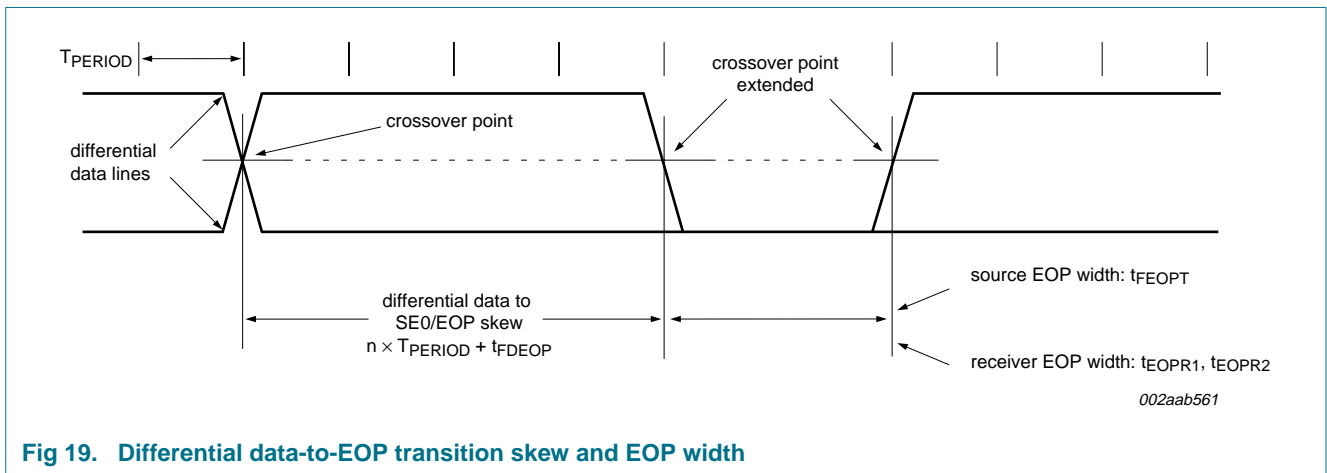 TPERIOD
crossover point
extended
crossover point
differential
data lines
differential data to
SE0/EOP skew
n × TPERIOD + tFDEOP
source EOP width: tFEOPT
receiver EOP width: tEOPR1, tEOPR2
002aab561
Fig 19. Differential data-to-EOP transition skew and EOP width